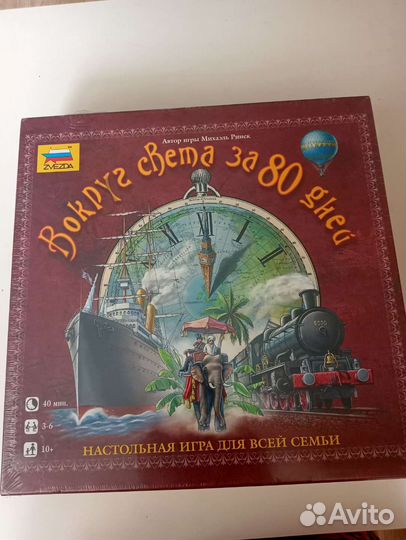 Автор игры Михаэль Ринек
ZVEZDA
Вокруг света за 80 дней
40 мин.
3-6
10+
НАСТОЛЬНАЯ ИГРА ДЛЯ ВСЕЙ СЕМЬИ
Avito